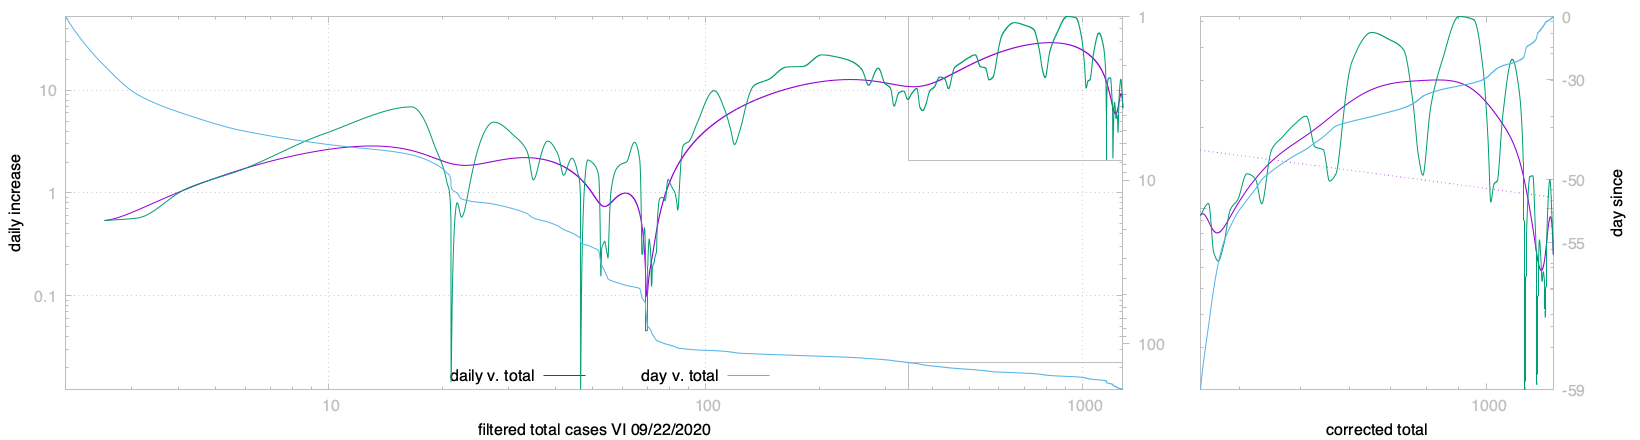 daily increase
10
1
0.1
1
10
100
daily v. total
day v. total
10
100
1000
filtered total cases VI 09/22/2020
0
-30
-50
-55
-59
day since
1000
corrected total